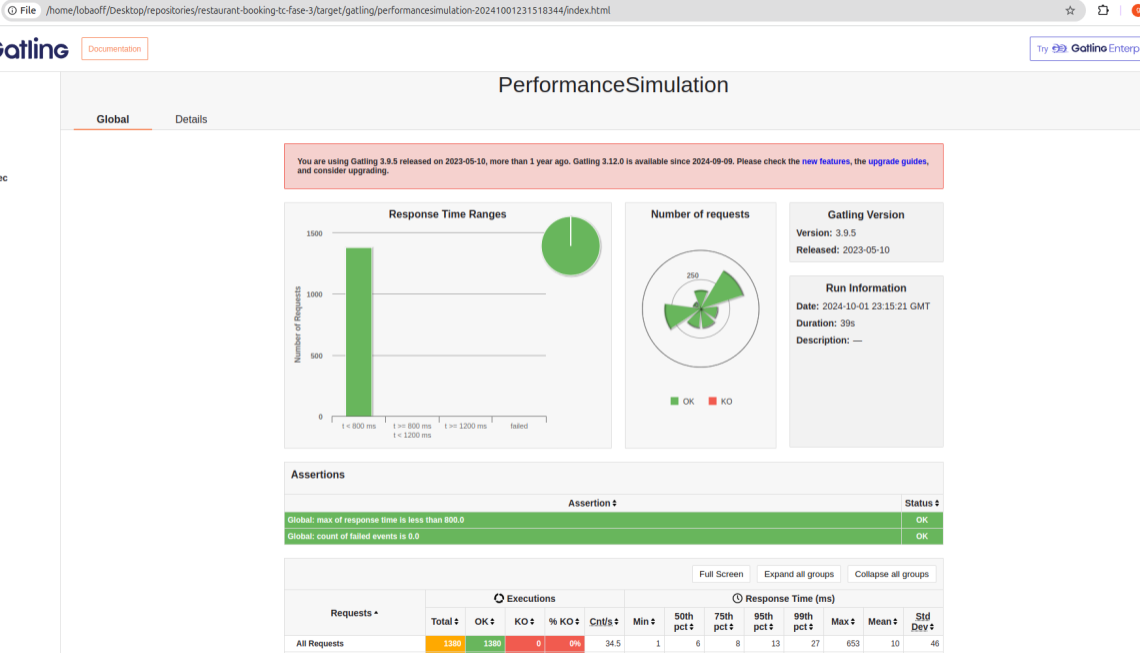 File /home/lobaoff/Desktop/repositories/restaurant-booking-tc-fase-3/target/gatling/performancesimulation-20241001231518344/index.html
Gatling Documentation Try Gatling Enterp
PerformanceSimulation
Global Details
ec
You are using Gatling 3.9.5 released on 2023-05-10, more than 1 year ago. Gatling 3.12.0 is available since 2024-09-09. Please check the new features, the upgrade guides,
and consider upgrading.
Response Time Ranges
1500
1000
500
0
Number of Requests
t < 800 ms
t >= 800 ms
t < 1200 ms
t >= 1200 ms
failed
Number of requests
250
OK KO
Gatling Version
Version: 3.9.5
Released: 2023-05-10
Run Information
Date: 2024-10-01 23:15:21 GMT
Duration: 39s
Description: —
Assertions
Assertion Status
Global: max of response time is less than 800.0 OK
Global: count of failed events is 0.0 OK
Full Screen Expand all groups Collapse all groups
Requests Executions Response Time (ms)
Total OK KO % KO Cnt/s Min 50th pct 75th pct 95th pct 99th pct Max Mean Std Dev
All Requests 1380 1380 0 0% 34.5 1 6 8 13 27 653 10 46